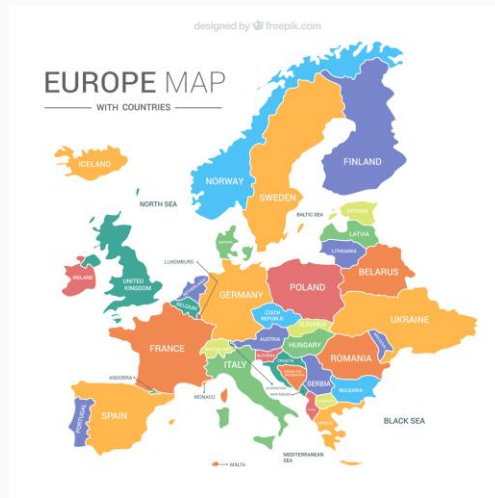 designed by freepik.com
EUROPE MAP
WITH COUNTRIES
ICELAND
FINLAND
NORWAY
SWEDEN
NORTH SEA
BALTIC SEA
ESTONIA
LATVIA
LITHUANIA
LUXEMBURG
IRELAND
UNITED
KINGDOM
BELARUS
POLAND
GERMANY
BELGIUM
UKRAINE
CZECH
REPUBLIC
AUSTRIA
HUNGARY
FRANCE
ROMANIA
ITALY
SLOVENIA
CROATIA
SERBIA
BULGARIA
ANDORRA
MONACO
SPAIN
PORTUGAL
BLACK SEA
MEDITERRANEAN
SEA
MALTA